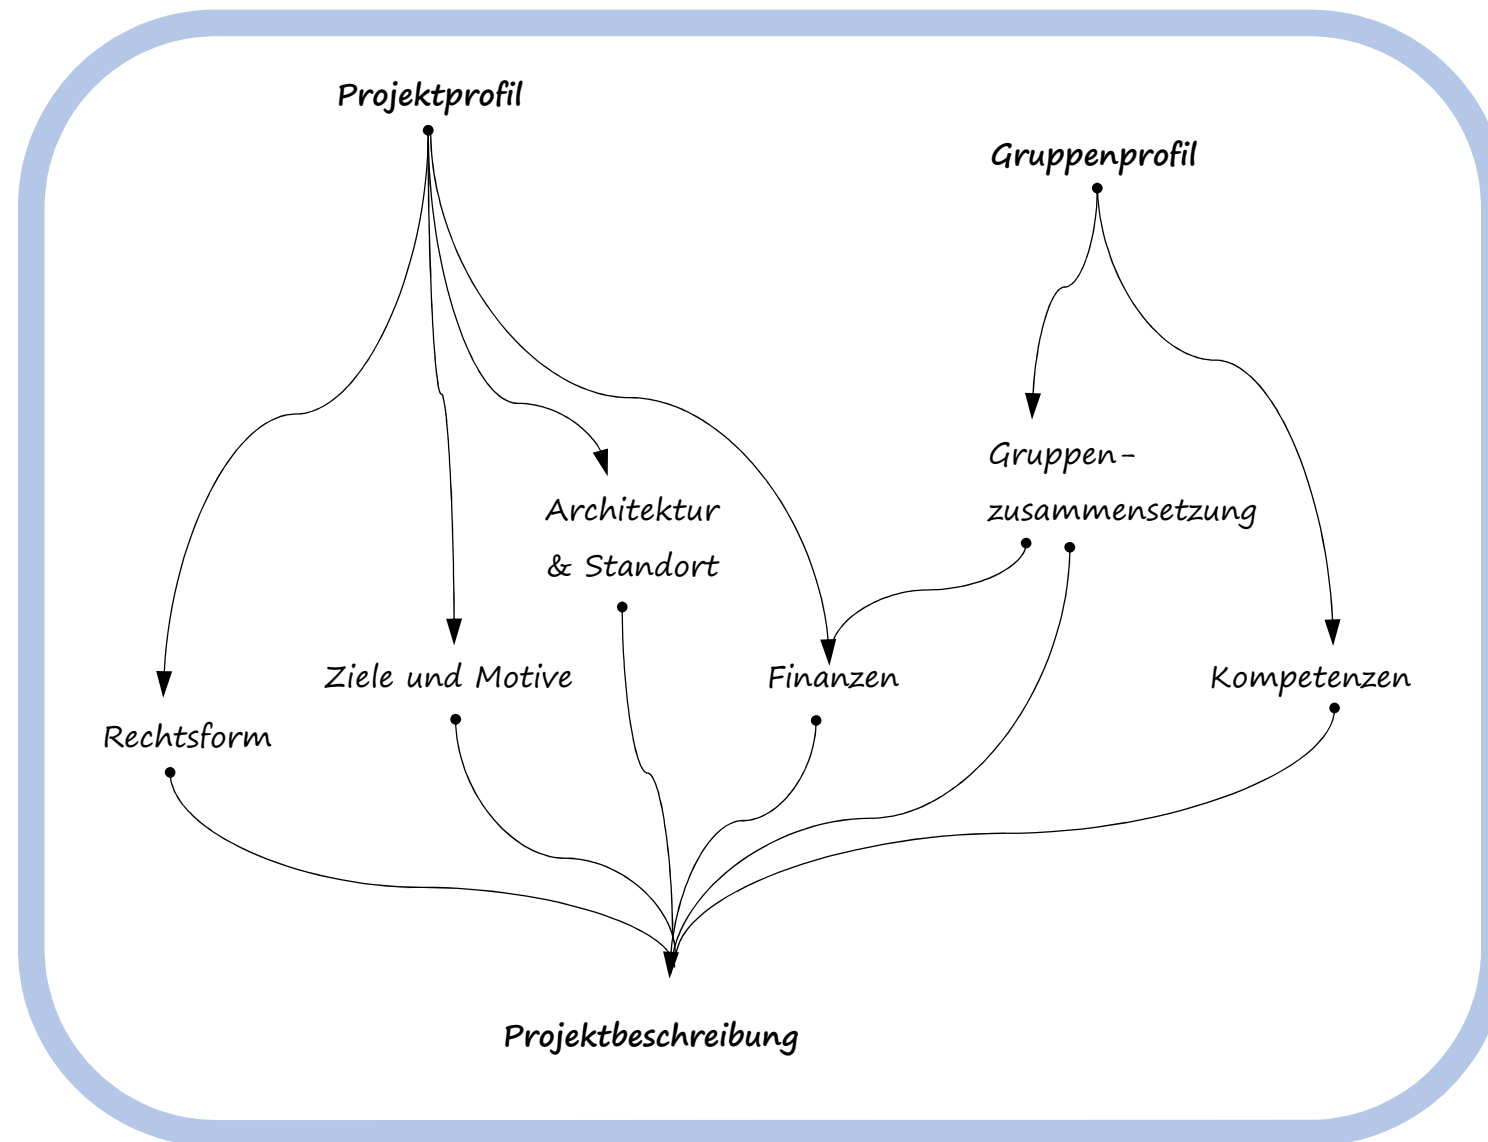 Projektprofil
Gruppenprofil
Gruppen-
zusammensetzung
Architektur
& Standort
Ziele und Motive
Finanzen
Kompetenzen
Rechtsform
Projektbeschreibung